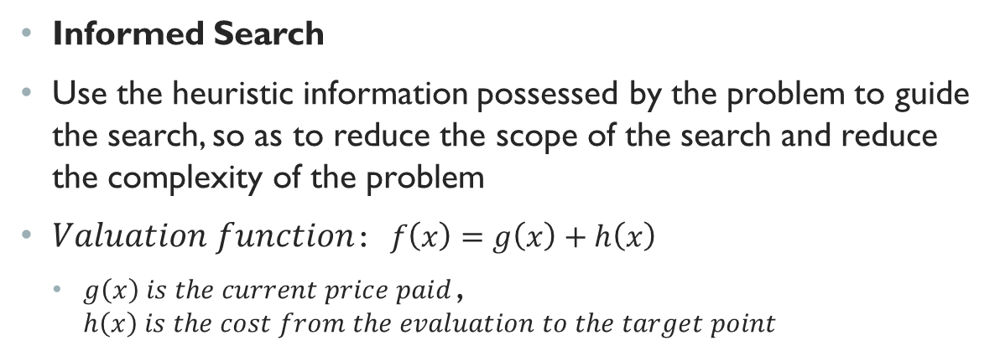 • Informed Search
• Use the heuristic information possessed by the problem to guide
the search, so as to reduce the scope of the search and reduce
the complexity of the problem
• Valuation function: f(x) = g(x) + h(x)
• g(x) is the current price paid,
h(x) is the cost from the evaluation to the target point